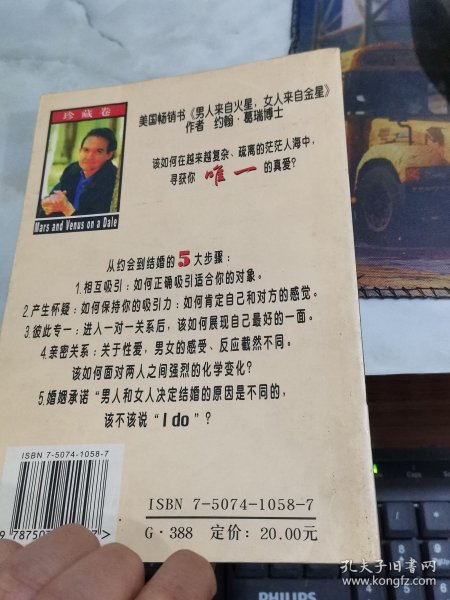 珍藏卷
美国畅销书《男人来自火星，女人来自金星》
作者 约翰·葛瑞博士
该如何在越来越复杂、疏离的茫茫人海中，
寻获你 唯一 的真爱？
Mars and Venus on a Dale
从约会到结婚的5大步骤：
1.相互吸引：如何正确吸引适合你的对象。
2.产生怀疑：如何保持你的吸引力：如何肯定自己和对方的感觉。
3.彼此专一：进入一对一关系后，该如何展现自己最好的一面。
4.亲密关系：关于性爱，男女的感受、反应截然不同。
该如何面对两人之间强烈的化学变化？
5.婚姻承诺“男人和女人决定结婚的原因是不同的，
该不该说“I do”？
ISBN 7-5074-1058-7
ISBN 7-5074-1058-7
G·388 定价：20.00元
PHILIPS
孔夫子旧书网
www.kongfz.com